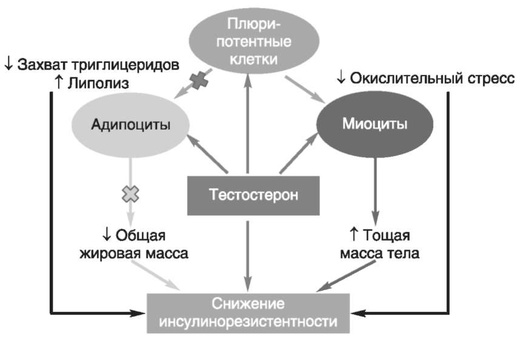 Плюри-
потентные
клетки
↓ Захват триглицеридов
↑ Липолиз
↓ Окислительный стресс
Адипоциты
Миоциты
Тестостерон
↓ Общая
жировая масса
↑ Тощая
масса тела
Снижение
инсулинорезистентности